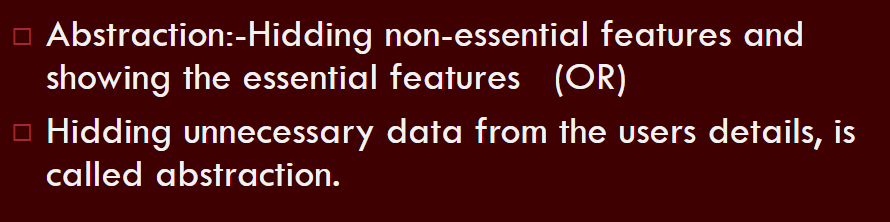 Abstraction:-Hidding non-essential features and
showing the essential features (OR)
Hidding unnecessary data from the users details, is
called abstraction.